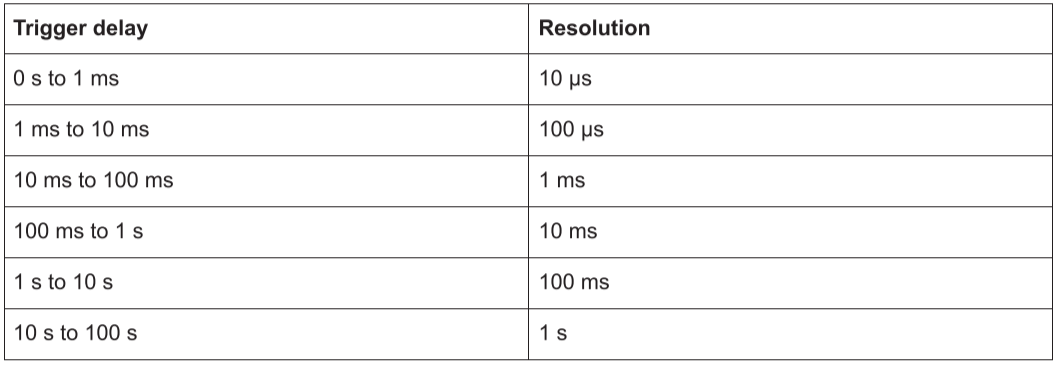 Trigger delay Resolution
0 s to 1 ms 10 µs
1 ms to 10 ms 100 µs
10 ms to 100 ms 1 ms
100 ms to 1 s 10 ms
1 s to 10 s 100 ms
10 s to 100 s 1 s